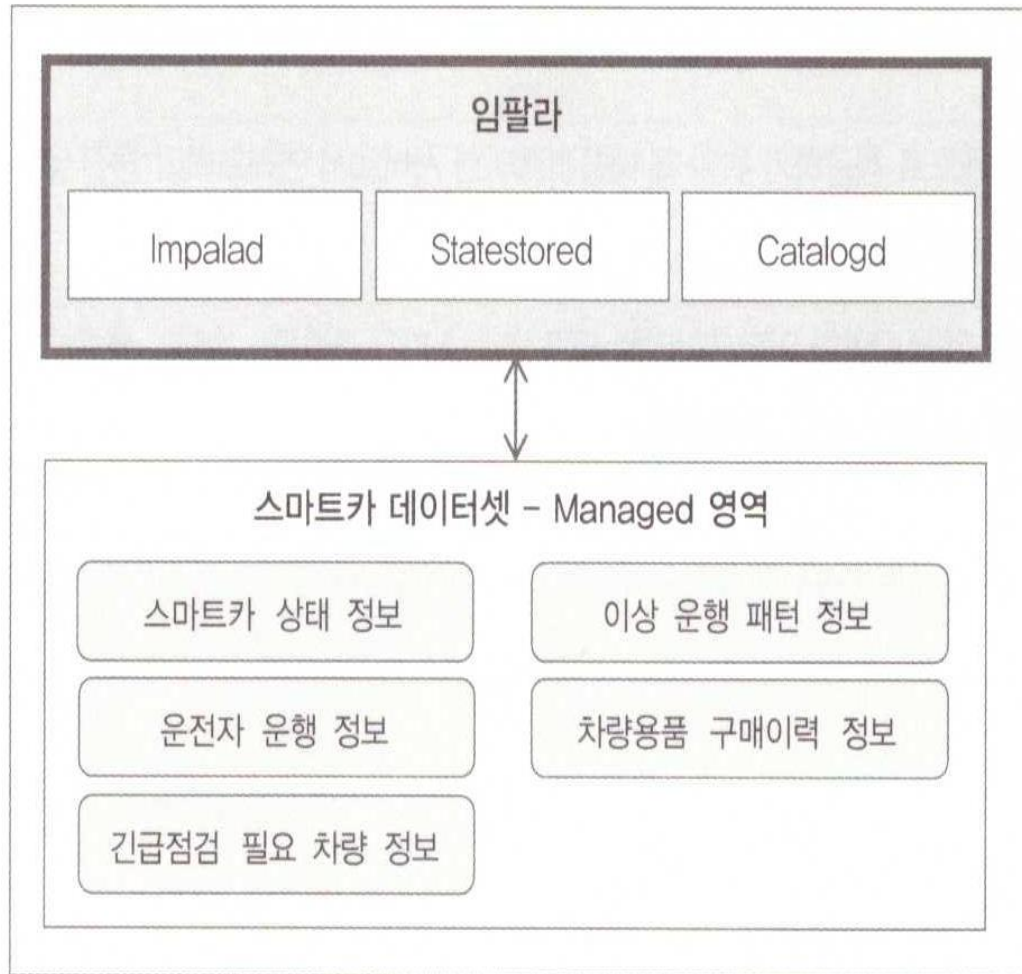 임팔라
Impalad
Statestored
Catalogd
스마트카 데이터셋 – Managed 영역
스마트카 상태 정보
이상 운행 패턴 정보
운전자 운행 정보
차량용품 구매이력 정보
긴급점검 필요 차량 정보